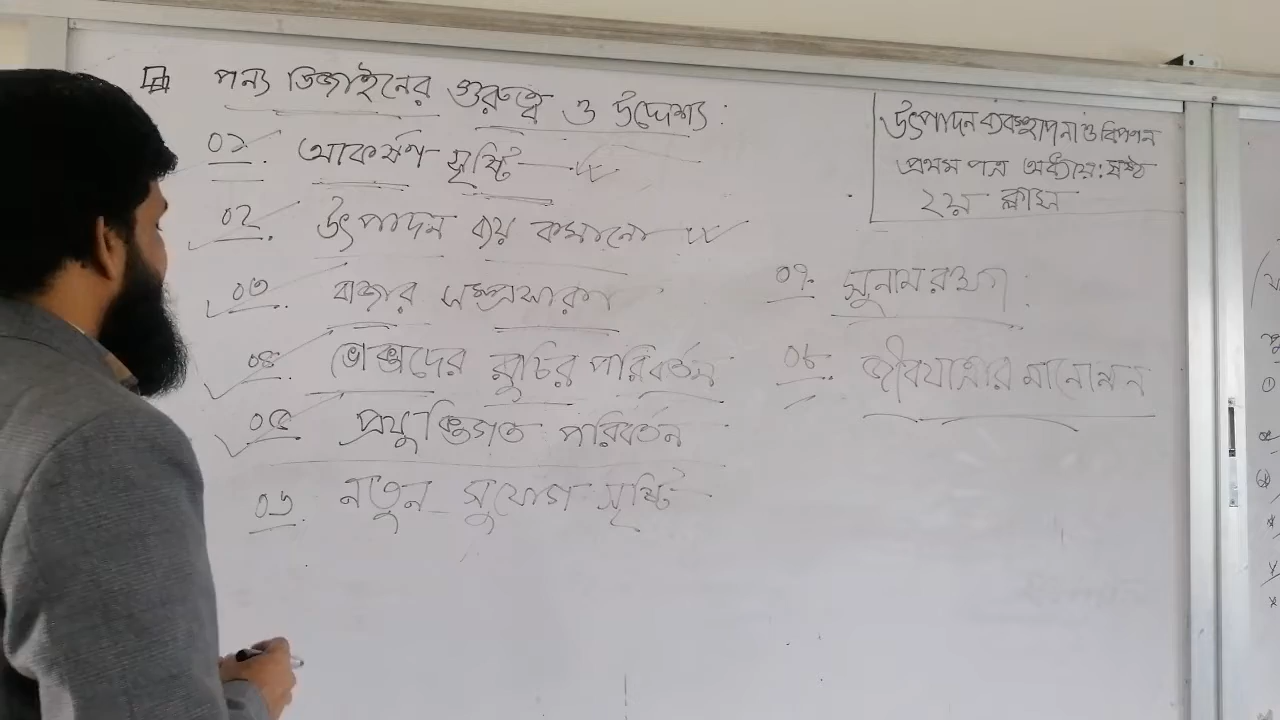 পন্য ডিজাইনের গুরুত্ব ও উদ্দেশ্য :
০১. আকর্ষণ সৃষ্টি
০২. উৎপাদন ব্যয় কমানো
০৩. বাজার সম্প্রসারণ
০৪. ভোক্তাদের রুচির পরিবর্তন
০৫. প্রযুক্তিগত পরিবর্তন
০৬. নতুন সুযোগ সৃষ্টি
উৎপাদন ব্যবস্থাপনা ও বিপণন
প্রথম পত্র অধ্যায়: ষষ্ঠ
২য় ক্লাস
০৭. সুনাম রক্ষা :
০৮. জীবযাত্রার মানোন্নন